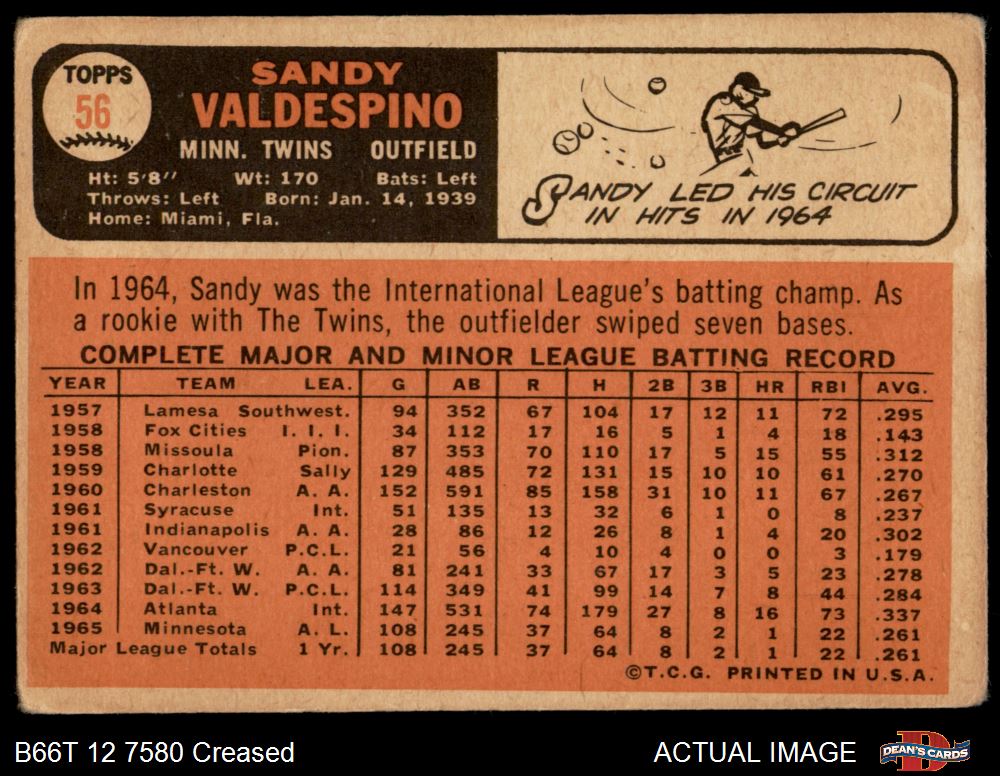 TOPPS
56
SANDY
VALDESPINO
MINN. TWINS OUTFIELD
Ht: 5'8" Wt: 170 Bats: Left
Throws: Left Born: Jan. 14, 1939
Home: Miami, Fla.
SANDY LED HIS CIRCUIT
IN HITS IN 1964
In 1964, Sandy was the International League's batting champ. As
a rookie with The Twins, the outfielder swiped seven bases.
COMPLETE MAJOR AND MINOR LEAGUE BATTING RECORD
YEAR TEAM LEA. G AB R H 2B 3B HR RBI AVG.
1957 Lamesa Southwest. 94 352 67 104 17 12 11 72 .295
1958 Fox Cities I. I. I. 34 112 17 16 5 1 4 18 .143
1958 Missoula Pion. 87 353 70 110 17 5 15 55 .312
1959 Charlotte Sally 129 485 72 131 15 10 10 61 .270
1960 Charleston A. A. 152 591 85 158 31 10 11 67 .267
1961 Syracuse Int. 51 135 13 32 6 1 0 8 .237
1961 Indianapolis A. A. 28 86 12 26 8 1 4 20 .302
1962 Vancouver P.C.L. 21 56 4 10 4 0 0 3 .179
1962 Dal.-Ft. W. A. A. 81 241 33 67 17 3 5 23 .278
1963 Dal.-Ft. W. P.C.L. 114 349 41 99 14 7 8 44 .284
1964 Atlanta Int. 147 531 74 179 27 8 16 73 .337
1965 Minnesota A. L. 108 245 37 64 8 2 1 22 .261
Major League Totals 1 Yr. 108 245 37 64 8 2 1 22 .261
©T.C.G. PRINTED IN U.S.A.
B66T 12 7580 Creased
ACTUAL IMAGE
DEAN'S CARDS